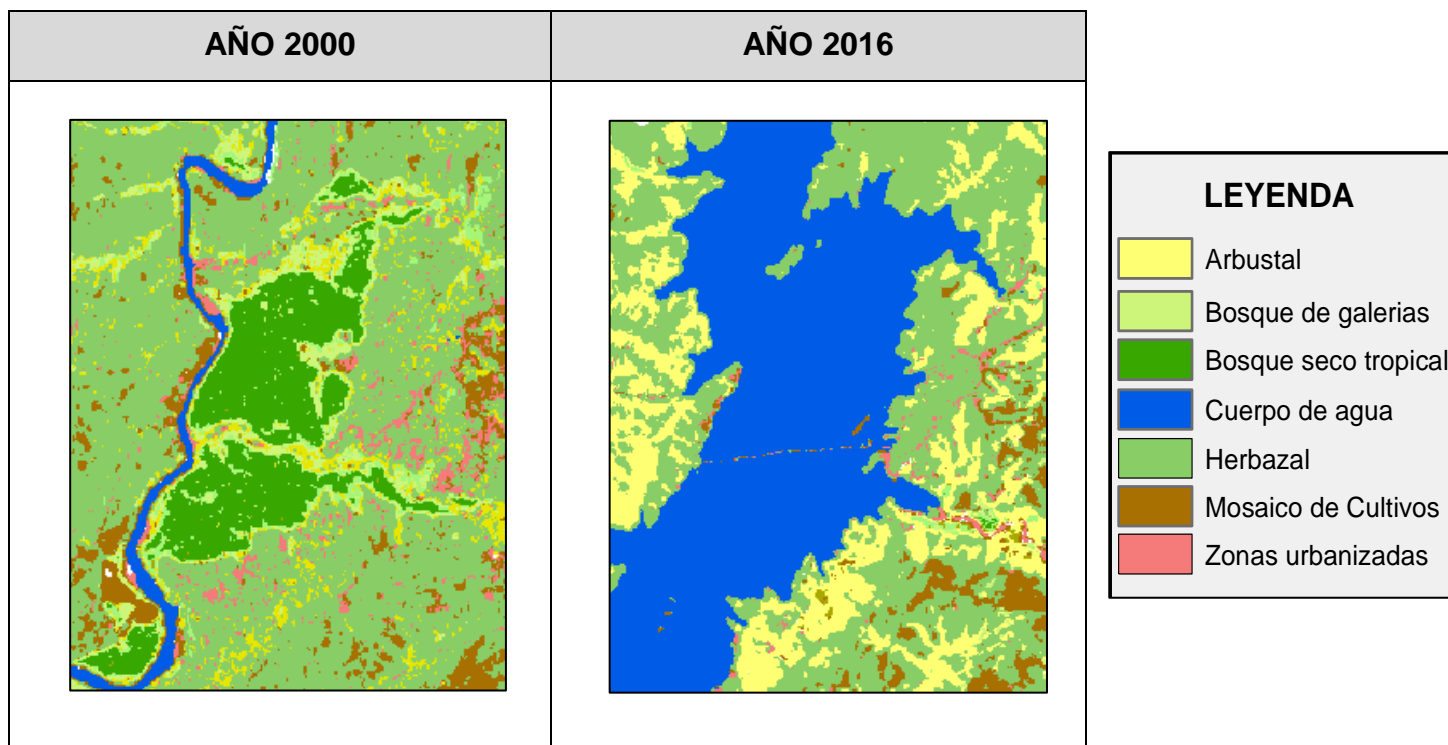 AÑO 2000
AÑO 2016
LEYENDA
Arbustal
Bosque de galerias
Bosque seco tropical
Cuerpo de agua
Herbazal
Mosaico de Cultivos
Zonas urbanizadas